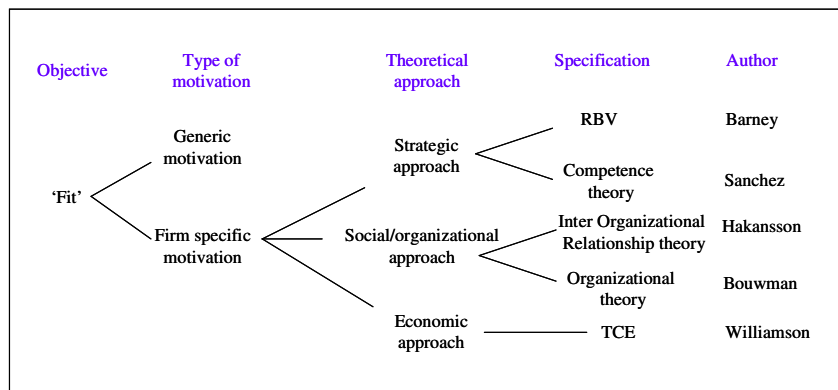 Objective
Type of
motivation
Theoretical
approach
Specification
Author
'Fit'
Generic
motivation
Firm specific
motivation
Strategic
approach
Social/organizational
approach
Economic
approach
RBV
Competence
theory
Inter Organizational
Relationship theory
Organizational
theory
TCE
Barney
Sanchez
Hakansson
Bouwman
Williamson